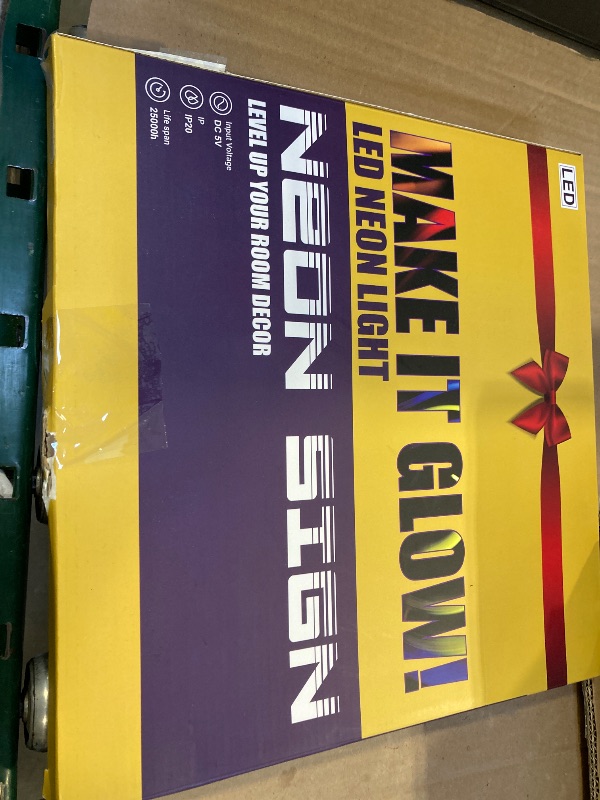 LED
MAKE IT GLOW!
LED NEON LIGHT
NEON SIGN
LEVEL UP YOUR ROOM DECOR
Input Voltage
DC 5V
IP
IP20
Life span
25000h